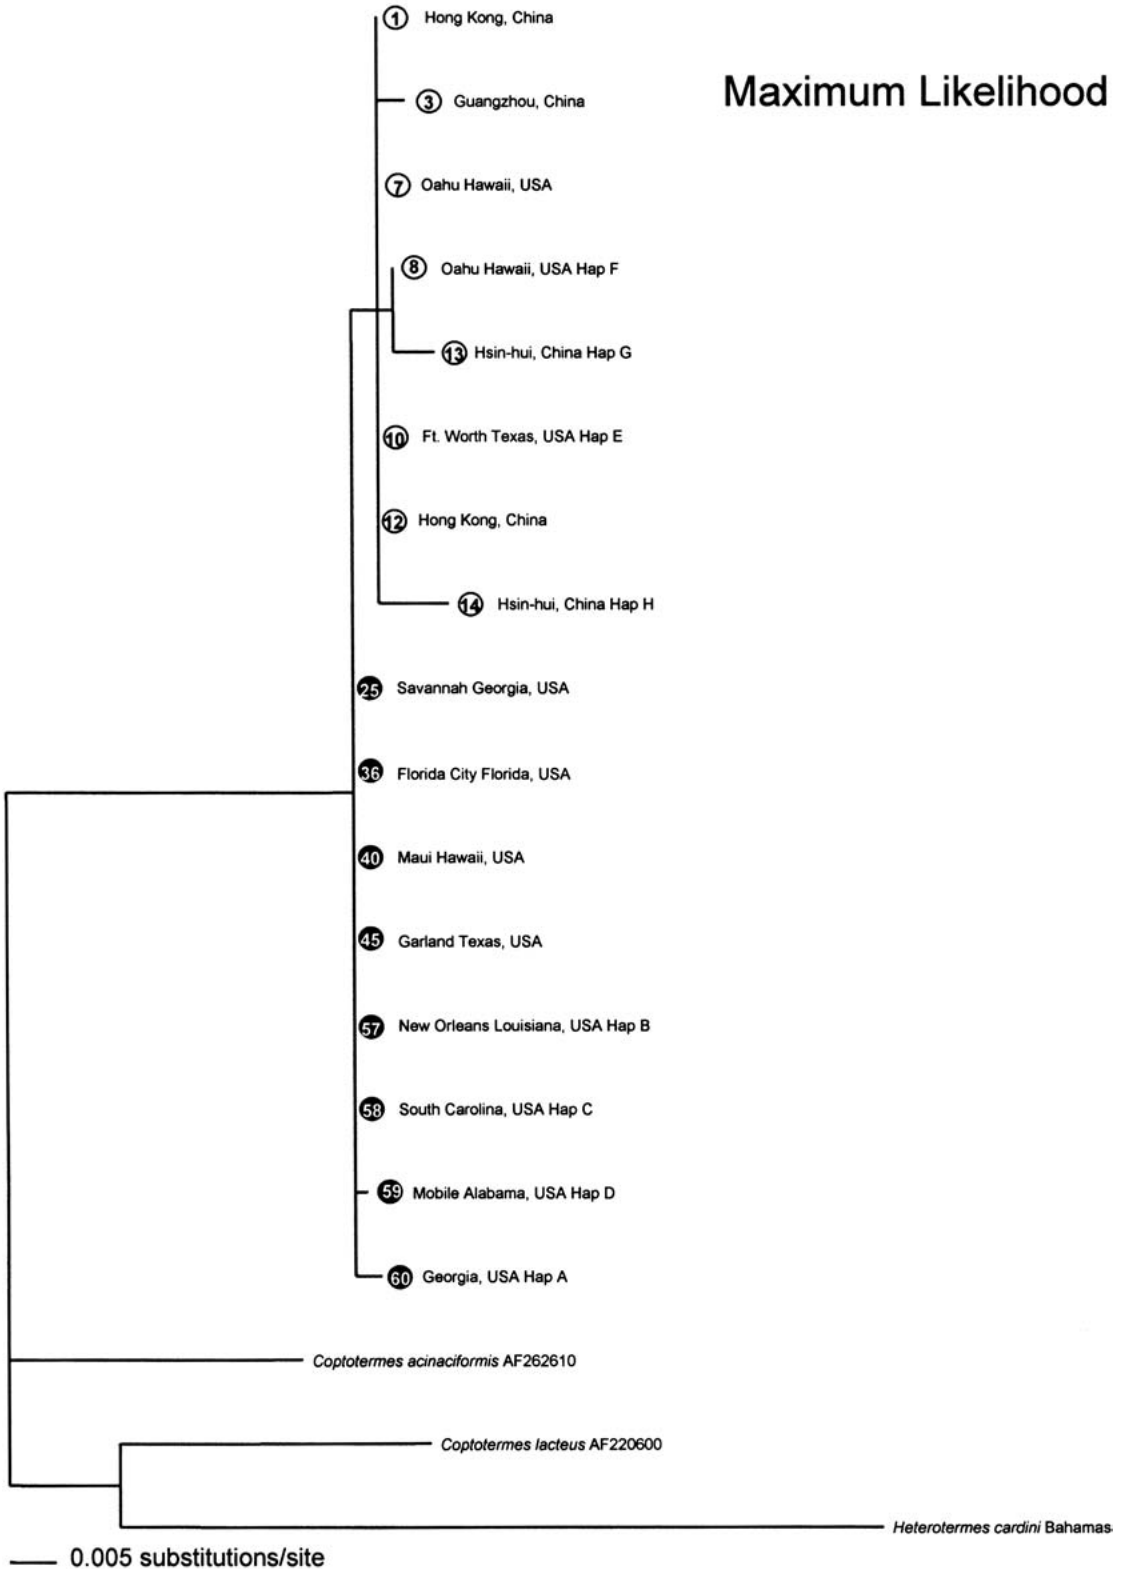 1 Hong Kong, China
Maximum Likelihood
3 Guangzhou, China
7 Oahu Hawaii, USA
8 Oahu Hawaii, USA Hap F
13 Hsin-hui, China Hap G
10 Ft. Worth Texas, USA Hap E
12 Hong Kong, China
14 Hsin-hui, China Hap H
25 Savannah Georgia, USA
36 Florida City Florida, USA
40 Maui Hawaii, USA
45 Garland Texas, USA
57 New Orleans Louisiana, USA Hap B
58 South Carolina, USA Hap C
59 Mobile Alabama, USA Hap D
60 Georgia, USA Hap A
Coptotermes acinaciformis AF262610
Coptotermes lacteus AF220600
Heterotermes cardini Bahamas
0.005 substitutions/site